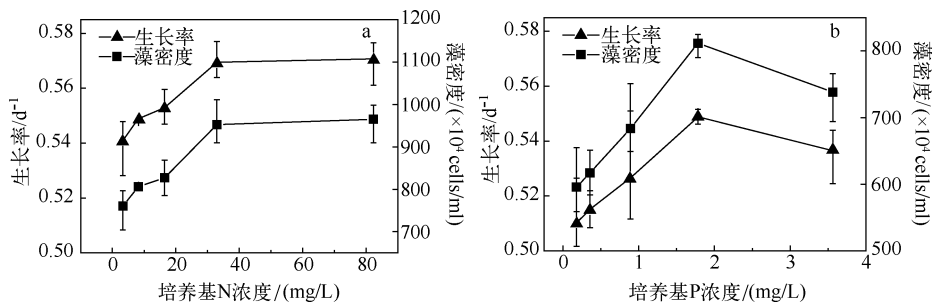 a
生长率
藻密度
0.58
0.56
0.54
0.52
0.50
生长率/d⁻¹
1200
1100
1000
900
800
700
藻密度/(×10⁴cells/ml)
0 20 40 60 80
培养基N浓度/(mg/L)
b
生长率
藻密度
0.58
0.56
0.54
0.52
0.50
生长率/d⁻¹
800
700
600
500
藻密度/(×10⁴cells/ml)
0 1 2 3 4
培养基P浓度/(mg/L)